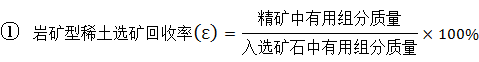 ① 岩矿型稀土选矿回收率(ε) = 精矿中有用组分质量 / 入选矿石中有用组分质量 × 100%